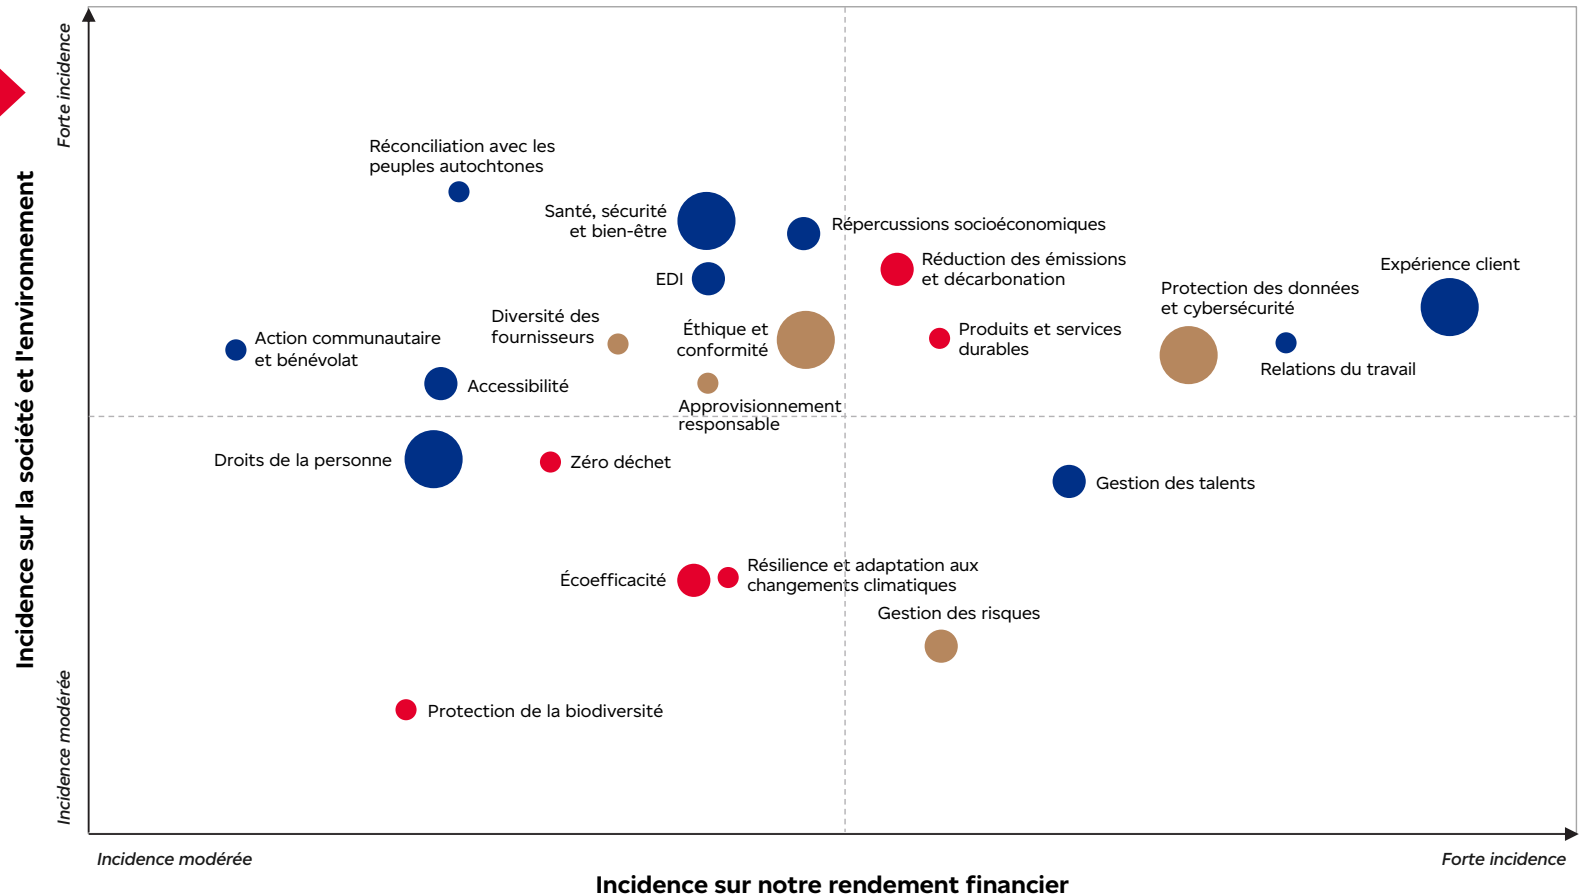 Forte incidence
Incidence sur la société et l'environnement
Incidence modérée
Réconciliation avec les
peuples autochtones
Santé, sécurité
et bien-être
Répercussions socioéconomiques
EDI
Réduction des émissions
et décarbonation
Expérience client
Protection des données
et cybersécurité
Diversité des
fournisseurs
Éthique et
conformité
Produits et services
durables
Action communautaire
et bénévolat
Relations du travail
Accessibilité
Approvisionnement
responsable
Droits de la personne
Zéro déchet
Gestion des talents
Écoefficacité
Résilience et adaptation aux
changements climatiques
Gestion des risques
Protection de la biodiversité
Incidence modérée
Forte incidence
Incidence sur notre rendement financier